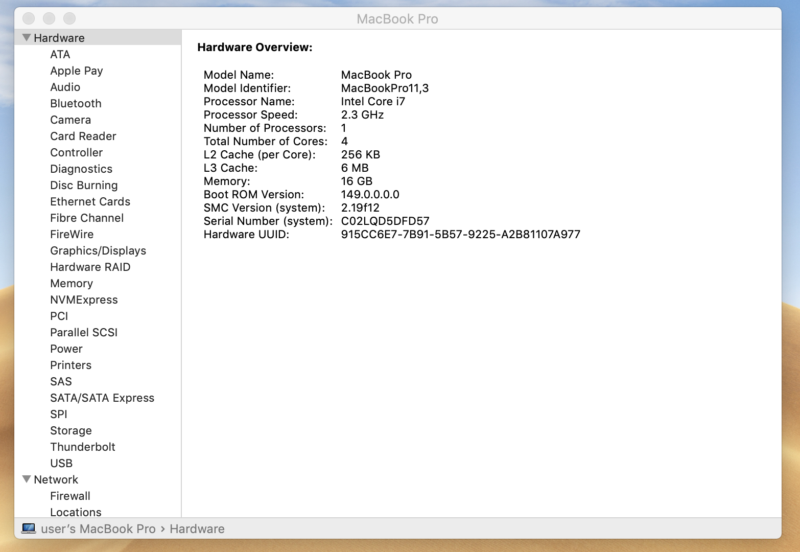 MacBook Pro
Hardware
ATA
Apple Pay
Audio
Bluetooth
Camera
Card Reader
Controller
Diagnostics
Disc Burning
Ethernet Cards
Fibre Channel
FireWire
Graphics/Displays
Hardware RAID
Memory
NVMExpress
PCI
Parallel SCSI
Power
Printers
SAS
SATA/SATA Express
SPI
Storage
Thunderbolt
USB
Network
Firewall
Locations
Hardware Overview:
Model Name: MacBook Pro
Model Identifier: MacBookPro11,3
Processor Name: Intel Core i7
Processor Speed: 2.3 GHz
Number of Processors: 1
Total Number of Cores: 4
L2 Cache (per Core): 256 KB
L3 Cache: 6 MB
Memory: 16 GB
Boot ROM Version: 149.0.0.0.0
SMC Version (system): 2.19f12
Serial Number (system): C02LQD5DFD57
Hardware UUID: 915CC6E7-7B91-5B57-9225-A2B81107A977
user's MacBook Pro › Hardware